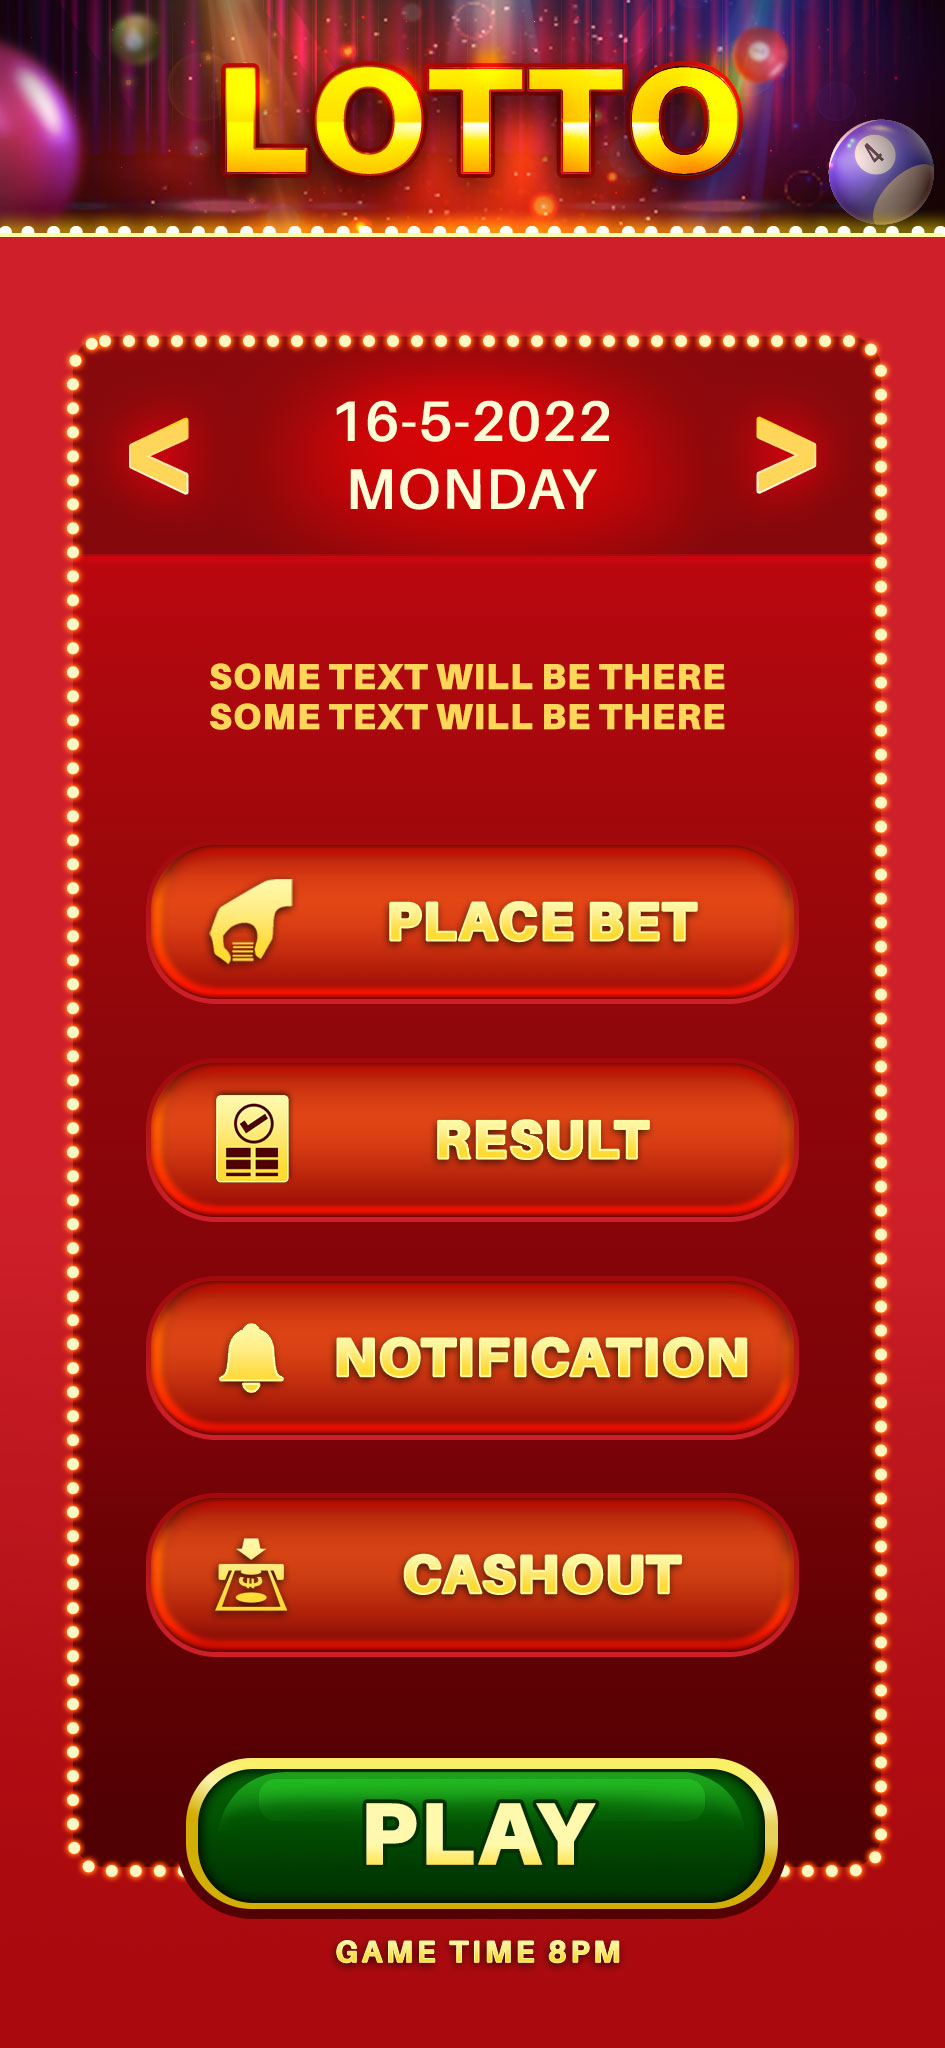 LOTTO
4
<
16-5-2022
MONDAY
>
SOME TEXT WILL BE THERE
SOME TEXT WILL BE THERE
PLACE BET
RESULT
NOTIFICATION
CASHOUT
PLAY
GAME TIME 8PM